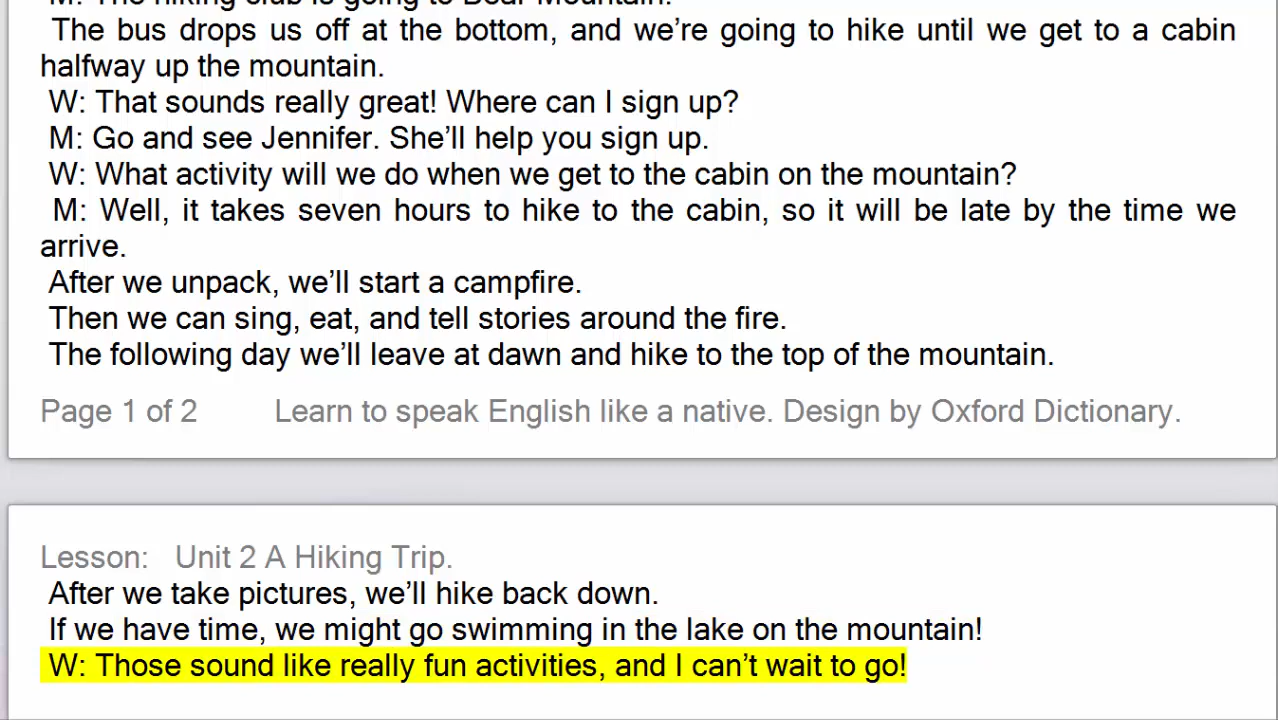 M: The hiking club is going to Bear Mountain.
The bus drops us off at the bottom, and we’re going to hike until we get to a cabin
halfway up the mountain.
W: That sounds really great! Where can I sign up?
M: Go and see Jennifer. She’ll help you sign up.
W: What activity will we do when we get to the cabin on the mountain?
M: Well, it takes seven hours to hike to the cabin, so it will be late by the time we
arrive.
After we unpack, we’ll start a campfire.
Then we can sing, eat, and tell stories around the fire.
The following day we’ll leave at dawn and hike to the top of the mountain.
Page 1 of 2 Learn to speak English like a native. Design by Oxford Dictionary.
Lesson: Unit 2 A Hiking Trip.
After we take pictures, we’ll hike back down.
If we have time, we might go swimming in the lake on the mountain!
W: Those sound like really fun activities, and I can’t wait to go!